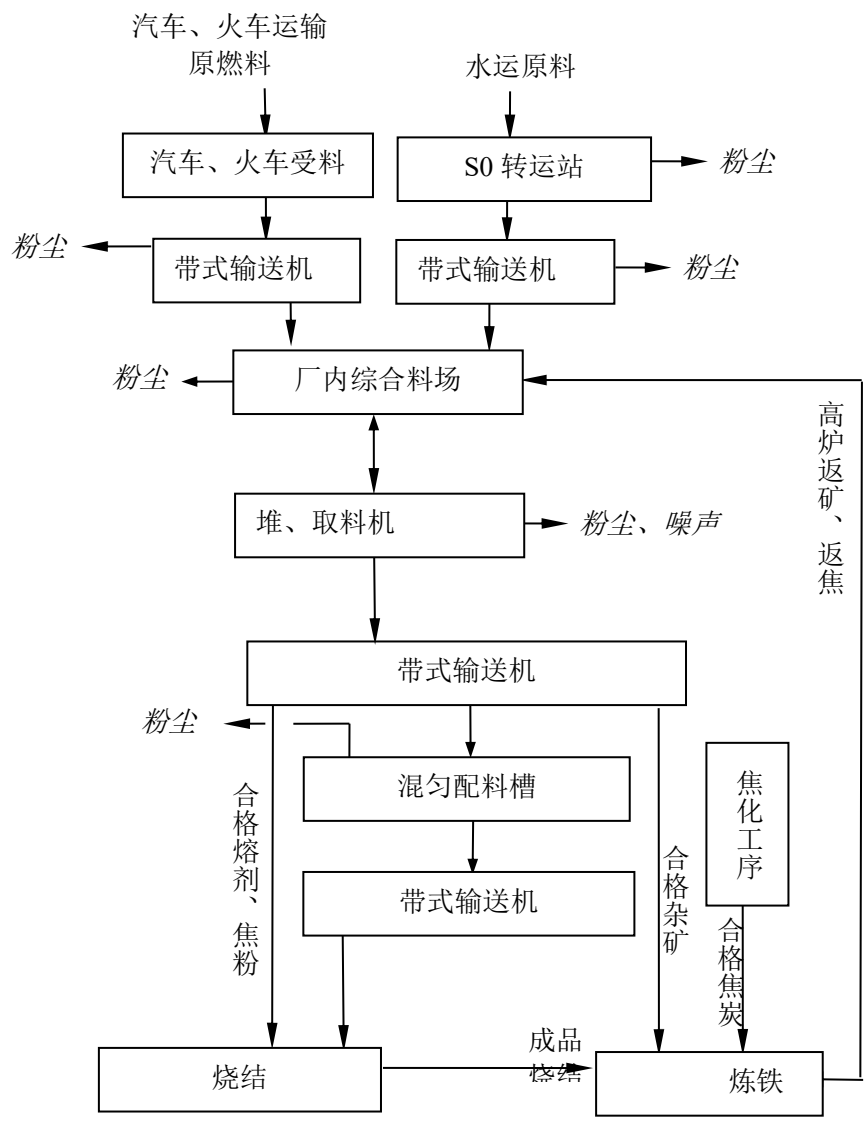 汽车、火车运输
原燃料
水运原料
汽车、火车受料
S0 转运站
粉尘
粉尘
带式输送机
带式输送机
粉尘
粉尘
厂内综合料场
高炉返矿、返焦
堆、取料机
粉尘、噪声
带式输送机
粉尘
混匀配料槽
焦化工序
合格熔剂、焦粉
合格杂矿
带式输送机
合格焦炭
成品
烧结
烧结
炼铁